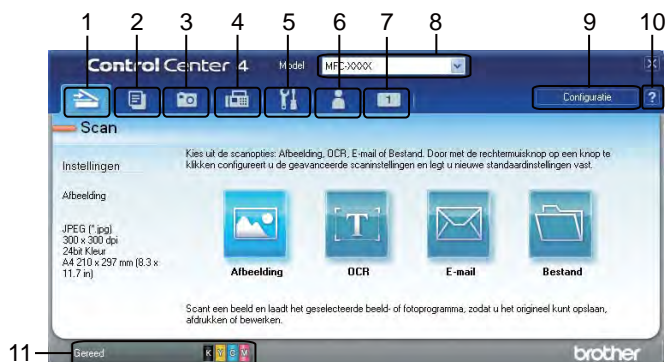 1 2 3 4 5 6 7 8 9 10
Control Center 4 Model MFC-XXXX X
1 Configuratie ?
Scan
Instellingen
Kies uit de scanopties: Afbeelding, OCR, E-mail of Bestand. Door met de rechtermuisknop op een knop te
klikken configureert u de geavanceerde scaninstellingen en legt u nieuwe standaardinstellingen vast.
Afbeelding
JPEG (*.jpg)
300 x 300 dpi
24bit Kleur
A4 210 x 297 mm (8.3 x
11.7 in)
T
Afbeelding OCR E-mail Bestand
Scant een beeld en laadt het geselecteerde beeld- of fotoprogramma, zodat u het origineel kunt opslaan,
afdrukken of bewerken.
11 Gereed K Y C M brother